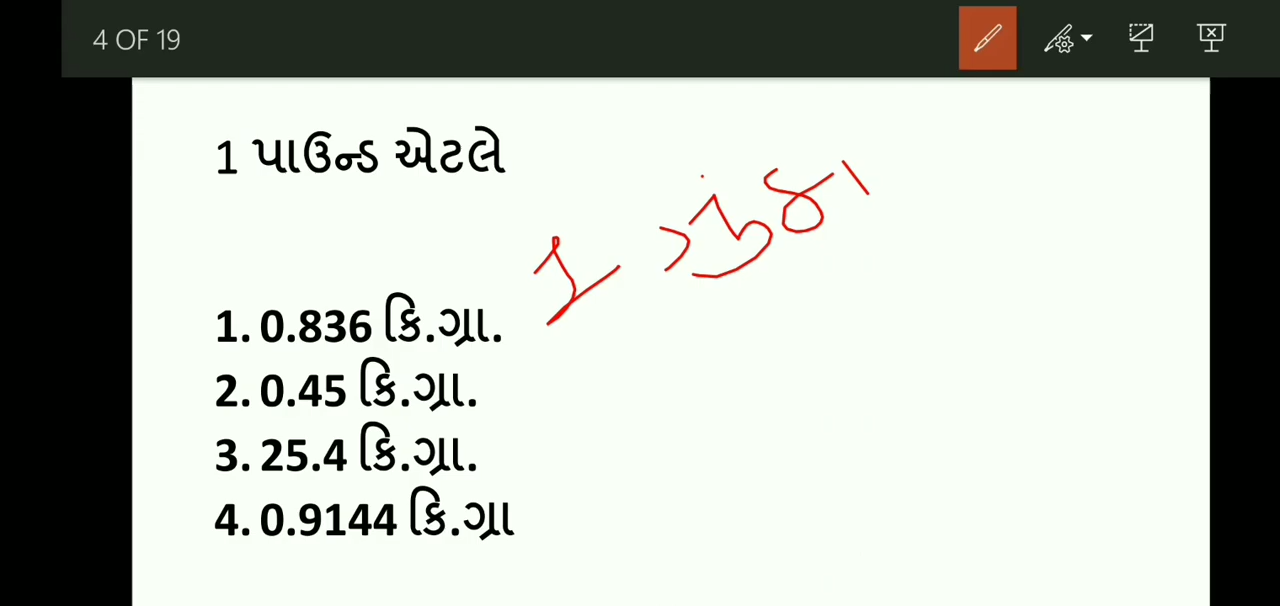 4 OF 19
1 પાઉન્ડ એટલે
1. 0.836 કિ.ગ્રા.
2. 0.45 કિ.ગ્રા.
3. 25.4 કિ.ગ્રા.
4. 0.9144 કિ.ગ્રા